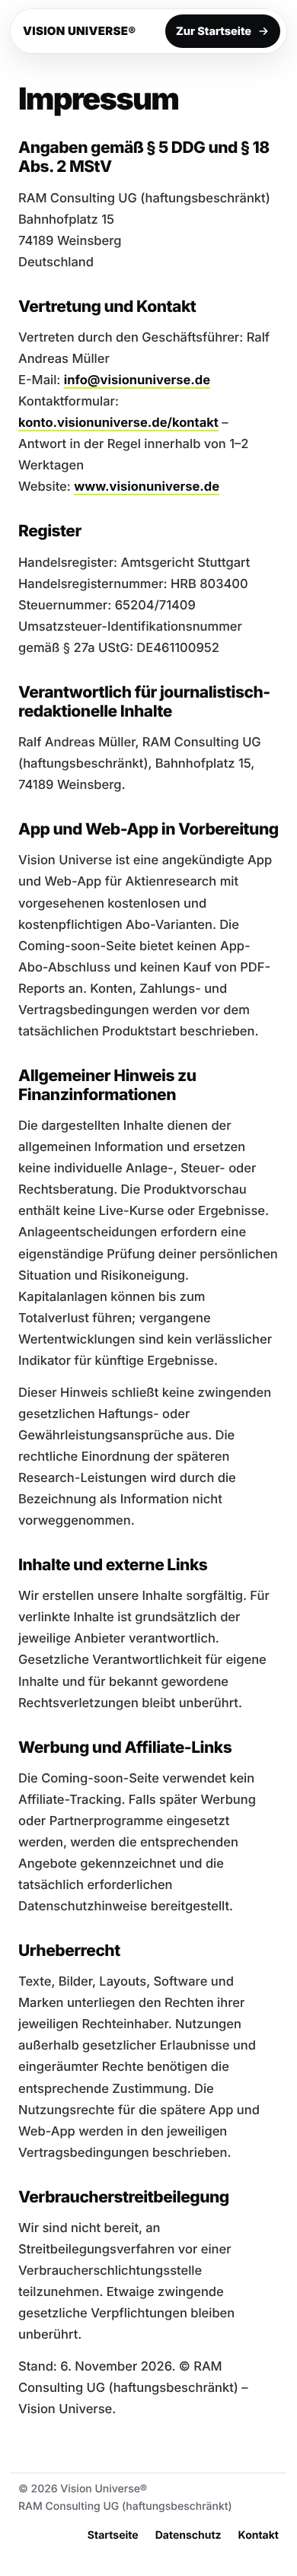 VISION UNIVERSE®
Zur Startseite →
Impressum
Angaben gemäß § 5 DDG und § 18
Abs. 2 MStV
RAM Consulting UG (haftungsbeschränkt)
Bahnhofplatz 15
74189 Weinsberg
Deutschland
Vertretung und Kontakt
Vertreten durch den Geschäftsführer: Ralf
Andreas Müller
E-Mail: info@visionuniverse.de
Kontaktformular:
konto.visionuniverse.de/kontakt –
Antwort in der Regel innerhalb von 1–2
Werktagen
Website: www.visionuniverse.de
Register
Handelsregister: Amtsgericht Stuttgart
Handelsregisternummer: HRB 803400
Steuernummer: 65204/71409
Umsatzsteuer-Identifikationsnummer
gemäß § 27a UStG: DE461100952
Verantwortlich für journalistisch-
redaktionelle Inhalte
Ralf Andreas Müller, RAM Consulting UG
(haftungsbeschränkt), Bahnhofplatz 15,
74189 Weinsberg.
App und Web-App in Vorbereitung
Vision Universe ist eine angekündigte App
und Web-App für Aktienresearch mit
vorgesehenen kostenlosen und
kostenpflichtigen Abo-Varianten. Die
Coming-soon-Seite bietet keinen App-
Abo-Abschluss und keinen Kauf von PDF-
Reports an. Konten, Zahlungs- und
Vertragsbedingungen werden vor dem
tatsächlichen Produktstart beschrieben.
Allgemeiner Hinweis zu
Finanzinformationen
Die dargestellten Inhalte dienen der
allgemeinen Information und ersetzen
keine individuelle Anlage-, Steuer- oder
Rechtsberatung. Die Produktvorschau
enthält keine Live-Kurse oder Ergebnisse.
Anlageentscheidungen erfordern eine
eigenständige Prüfung deiner persönlichen
Situation und Risikoneigung.
Kapitalanlagen können bis zum
Totalverlust führen; vergangene
Wertentwicklungen sind kein verlässlicher
Indikator für künftige Ergebnisse.
Dieser Hinweis schließt keine zwingenden
gesetzlichen Haftungs- oder
Gewährleistungsansprüche aus. Die
rechtliche Einordnung der späteren
Research-Leistungen wird durch die
Bezeichnung als Information nicht
vorweggenommen.
Inhalte und externe Links
Wir erstellen unsere Inhalte sorgfältig. Für
verlinkte Inhalte ist grundsätzlich der
jeweilige Anbieter verantwortlich.
Gesetzliche Verantwortlichkeit für eigene
Inhalte und für bekannt gewordene
Rechtsverletzungen bleibt unberührt.
Werbung und Affiliate-Links
Die Coming-soon-Seite verwendet kein
Affiliate-Tracking. Falls später Werbung
oder Partnerprogramme eingesetzt
werden, werden die entsprechenden
Angebote gekennzeichnet und die
tatsächlich erforderlichen
Datenschutzhinweise bereitgestellt.
Urheberrecht
Texte, Bilder, Layouts, Software und
Marken unterliegen den Rechten ihrer
jeweiligen Rechteinhaber. Nutzungen
außerhalb gesetzlicher Erlaubnisse und
eingeräumter Rechte benötigen die
entsprechende Zustimmung. Die
Nutzungsrechte für die spätere App und
Web-App werden in den jeweiligen
Vertragsbedingungen beschrieben.
Verbraucherstreitbeilegung
Wir sind nicht bereit, an
Streitbeilegungsverfahren vor einer
Verbraucherschlichtungsstelle
teilzunehmen. Etwaige zwingende
gesetzliche Verpflichtungen bleiben
unberührt.
Stand: 6. November 2026. © RAM
Consulting UG (haftungsbeschränkt) –
Vision Universe.
© 2026 Vision Universe®
RAM Consulting UG (haftungsbeschränkt)
Startseite Datenschutz Kontakt